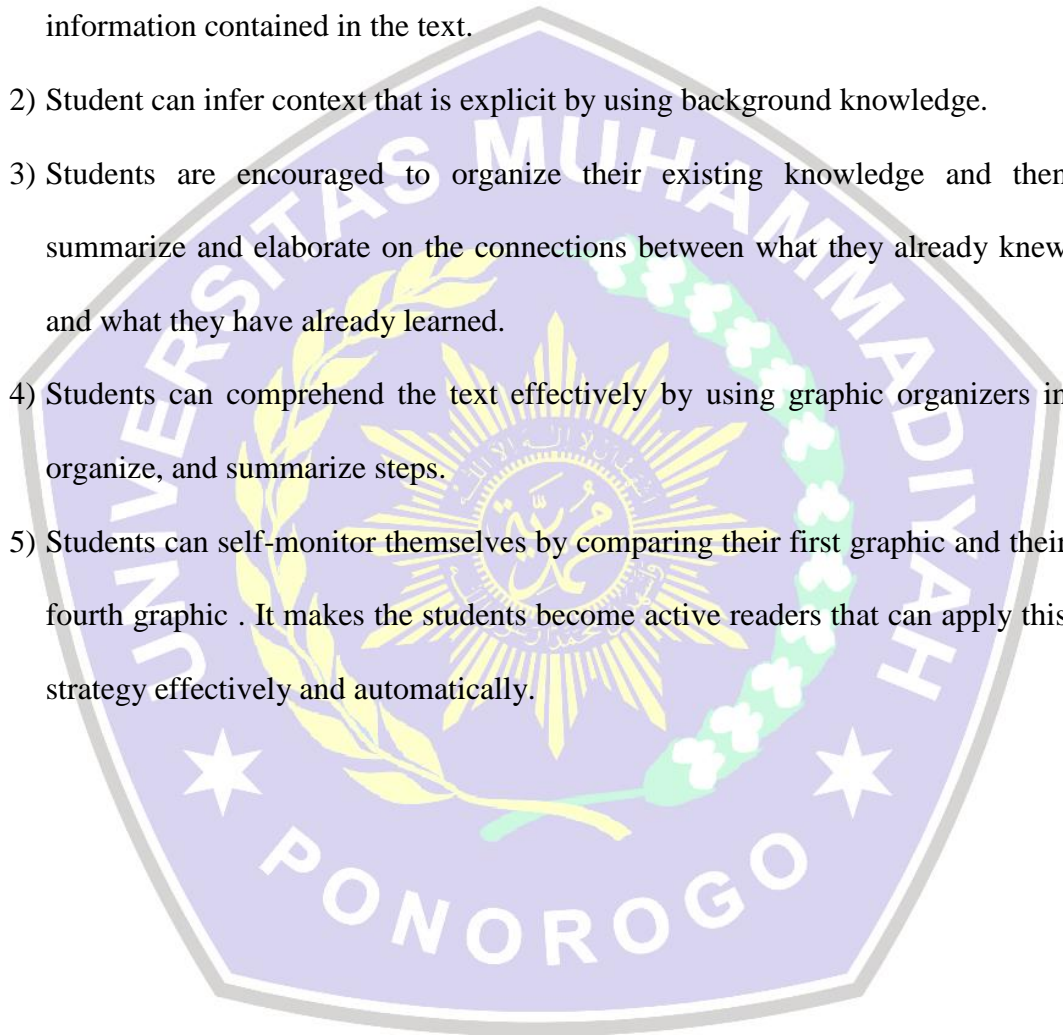 information contained in the text.
2) Student can infer context that is explicit by using background knowledge.
3) Students are encouraged to organize their existing knowledge and then
summarize and elaborate on the connections between what they already knew
and what they have already learned.
4) Students can comprehend the text effectively by using graphic organizers in
organize, and summarize steps.
5) Students can self-monitor themselves by comparing their first graphic and their
fourth graphic . It makes the students become active readers that can apply this
strategy effectively and automatically.
UNIVERSITAS MUHAMMADIYAH
PONOROGO
محمدية